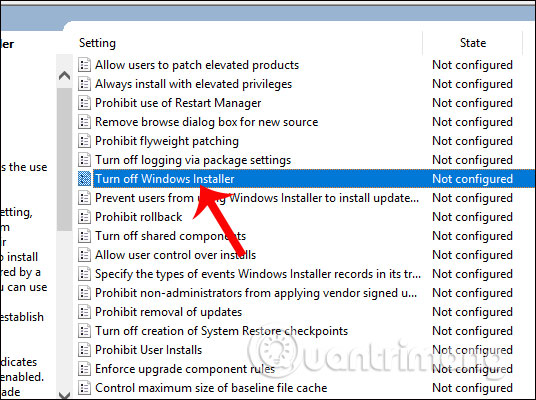 ler
Setting
State
Allow users to patch elevated products Not configured
Always install with elevated privileges Not configured
Prohibit use of Restart Manager Not configured
Remove browse dialog box for new source Not configured
Prohibit flyweight patching Not configured
s the use Turn off logging via package settings Not configured
Turn off Windows Installer Not configured
Prevent users from using Windows Installer to install update... Not configured
etting, Prohibit rollback Not configured
m Turn off shared components Not configured
r
o install Allow user control over installs Not configured
red by a Specify the types of events Windows Installer records in its tr... Not configured
u can use Prohibit non-administrators from applying vendor signed u... Not configured
establish Prohibit removal of updates Not configured
Turn off creation of System Restore checkpoints Not configured
Prohibit User Installs Not configured
dicates Enforce upgrade component rules Not configured
enabled.
res. If Control maximum size of baseline file cache Not configured
Quantrimang